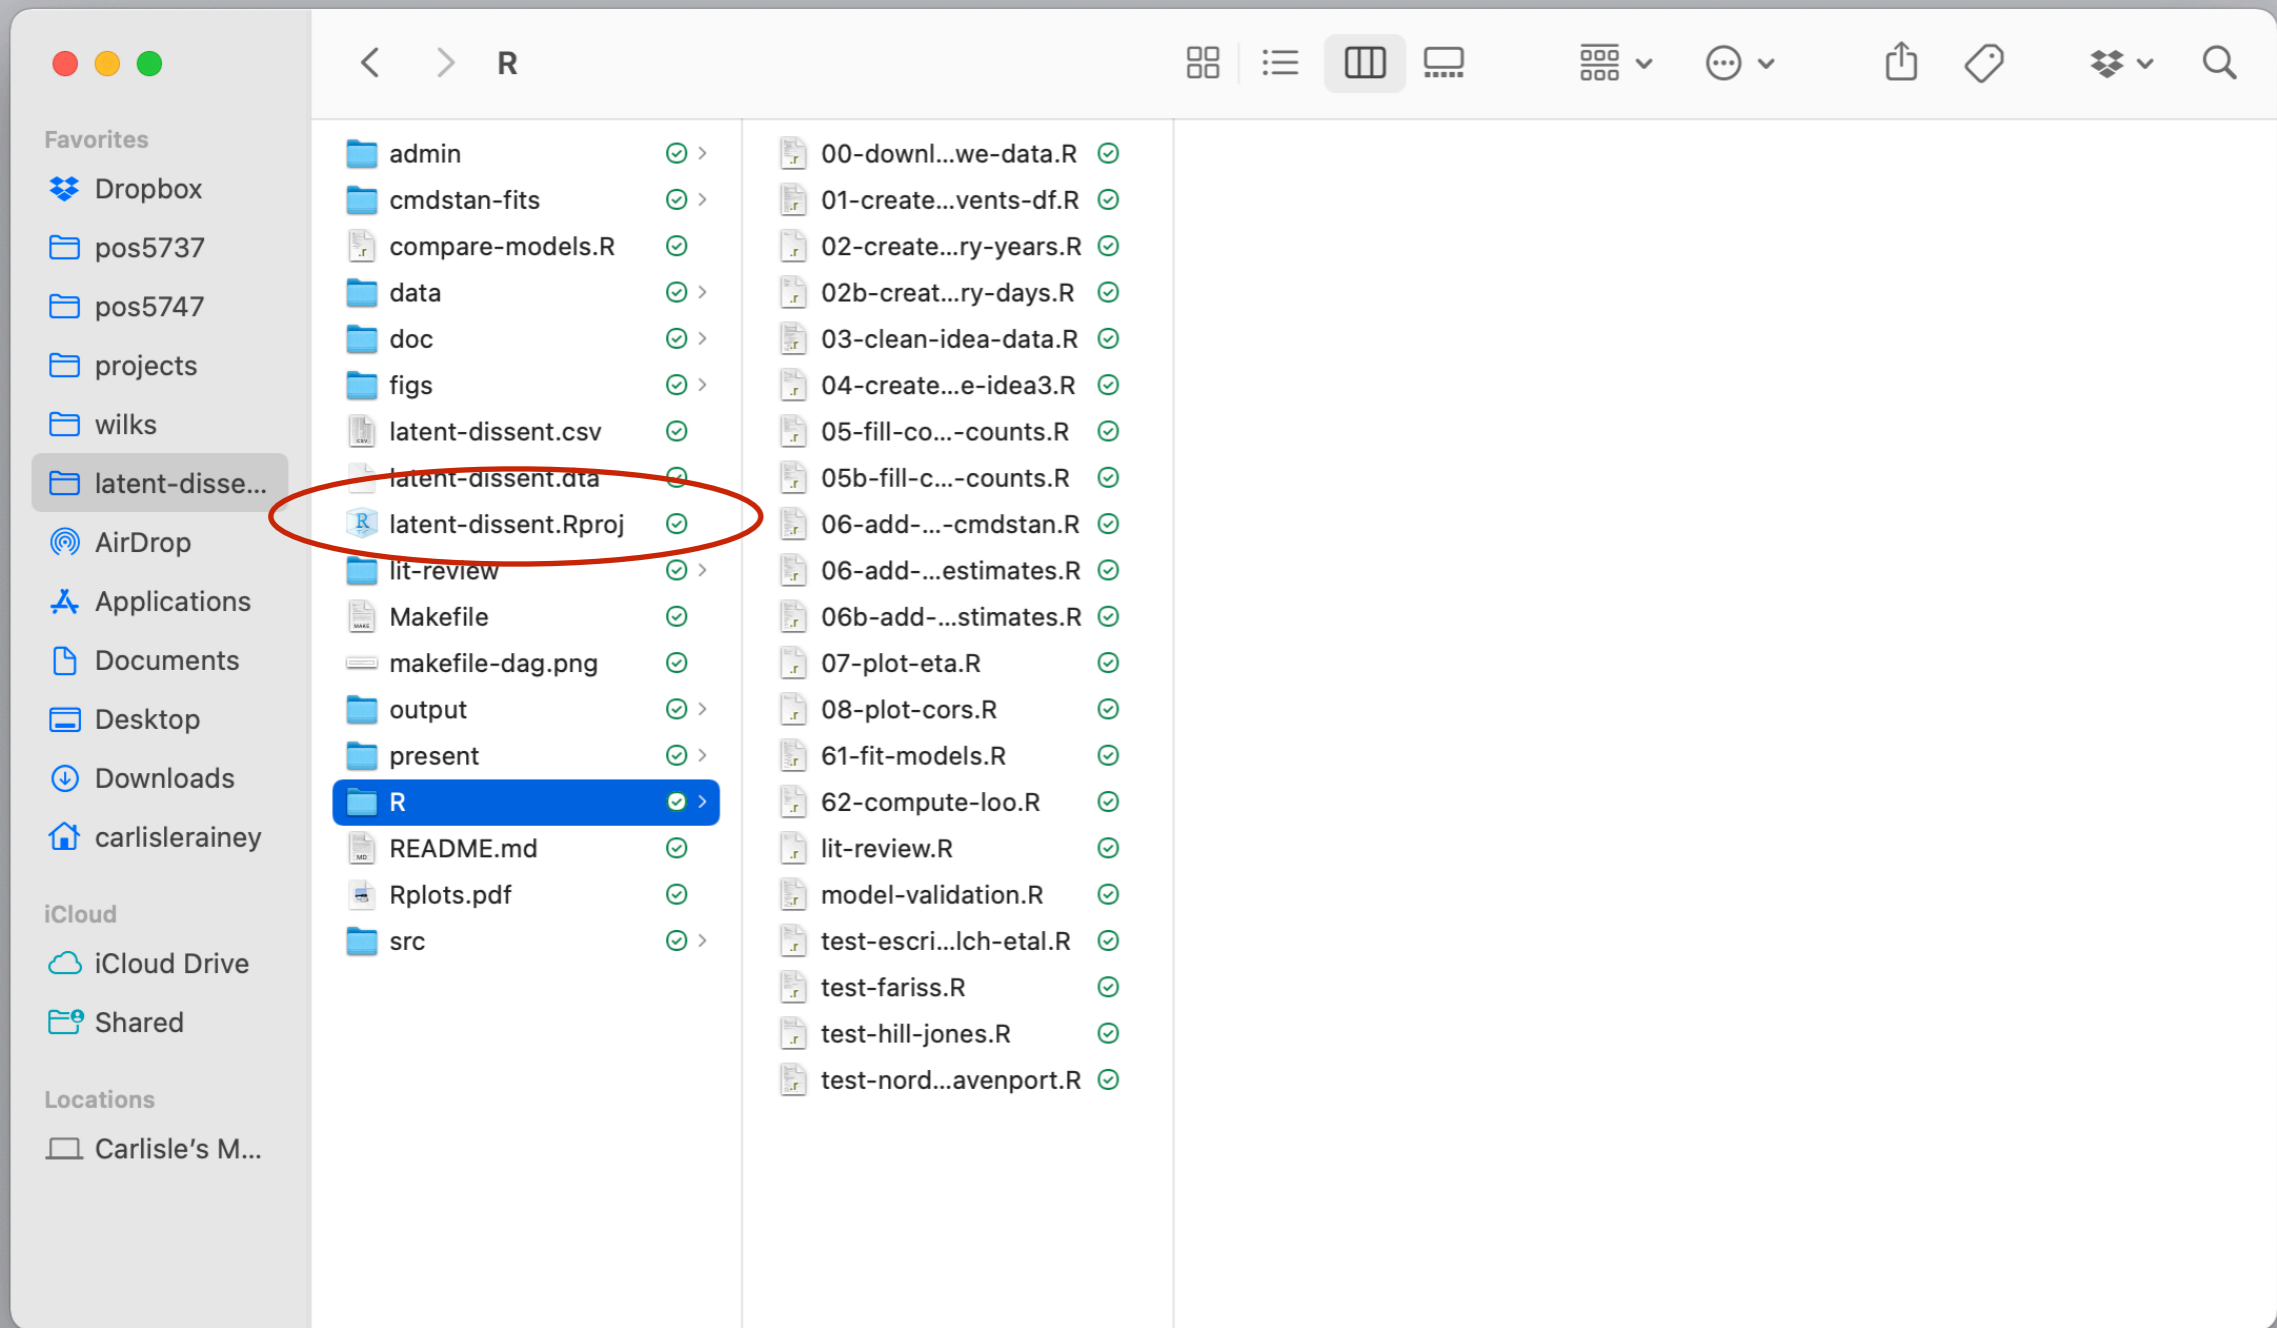 R
Favorites
Dropbox
pos5737
pos5747
projects
wilks
latent-disse...
AirDrop
Applications
Documents
Desktop
Downloads
carlislerainey
iCloud
iCloud Drive
Shared
Locations
Carlisle's M...
admin
cmdstan-fits
compare-models.R
data
doc
figs
latent-dissent.csv
latent-dissent.dta
latent-dissent.Rproj
lit-review
Makefile
makefile-dag.png
output
present
R
README.md
Rplots.pdf
src
00-downl...we-data.R
01-create...vents-df.R
02-create...ry-years.R
02b-creat...ry-days.R
03-clean-idea-data.R
04-create...e-idea3.R
05-fill-co...-counts.R
05b-fill-c...-counts.R
06-add-...-cmdstan.R
06-add-...estimates.R
06b-add-...stimates.R
07-plot-eta.R
08-plot-cors.R
61-fit-models.R
62-compute-loo.R
lit-review.R
model-validation.R
test-escri...lch-etal.R
test-fariss.R
test-hill-jones.R
test-nord...avenport.R